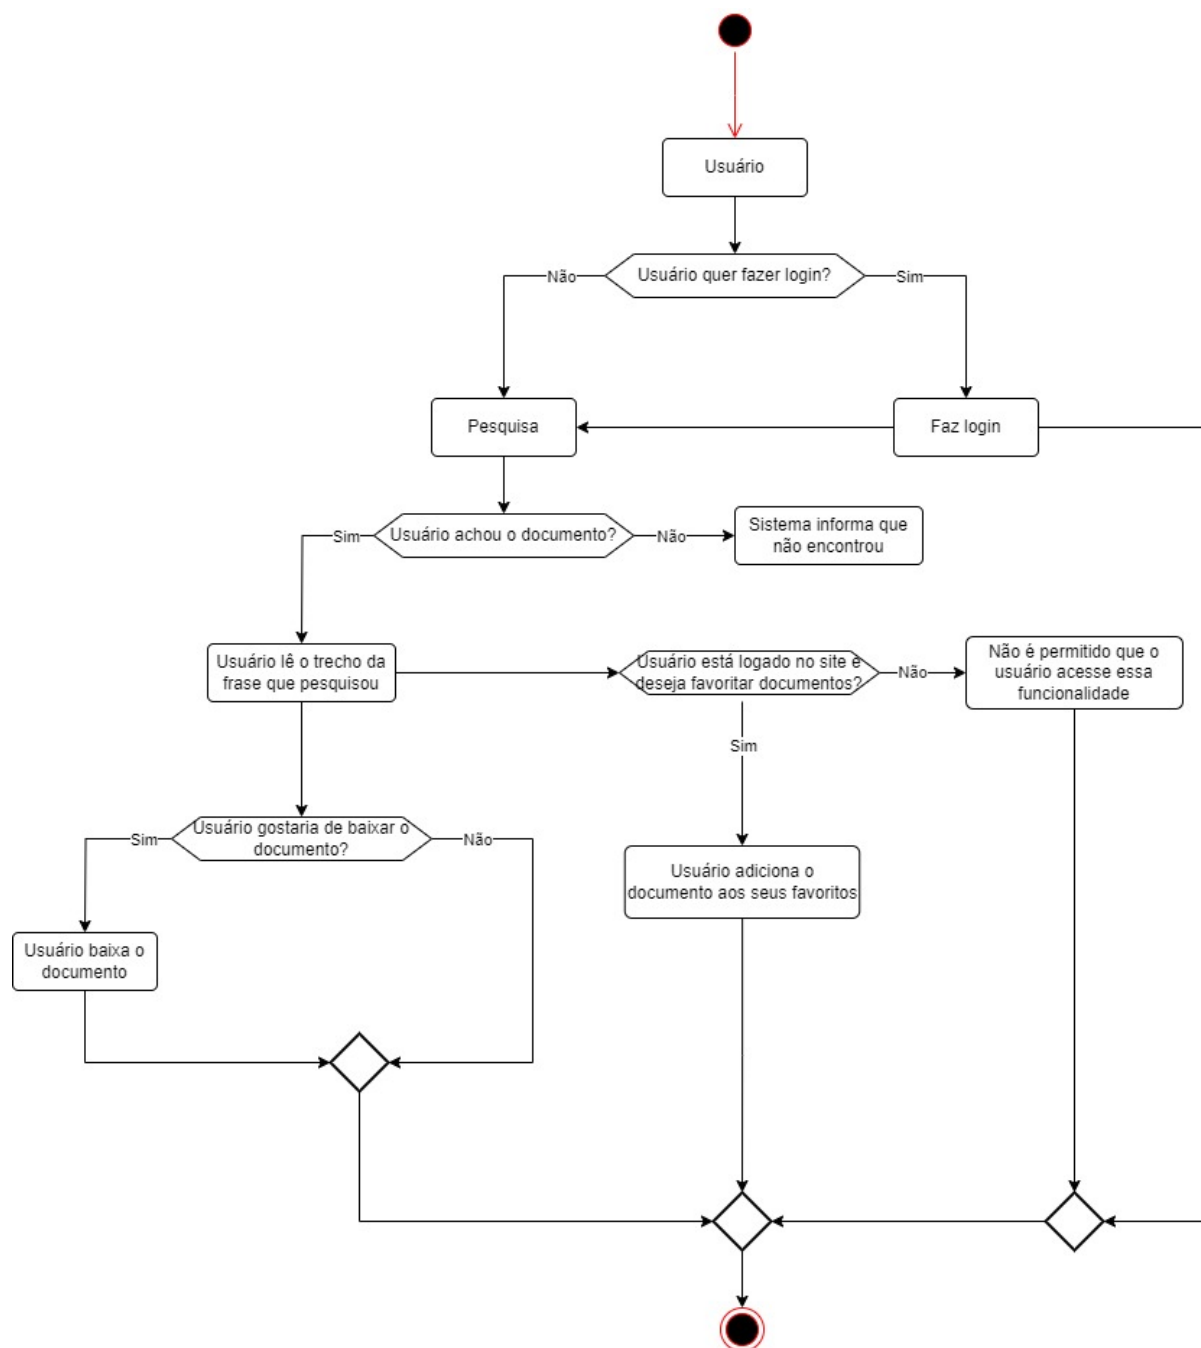 Usuário
Usuário quer fazer login?
Não
Sim
Pesquisa
Faz login
Usuário achou o documento?
Sim
Não
Sistema informa que
não encontrou
Usuário lê o trecho da
frase que pesquisou
Usuário está logado no site e
deseja favoritar documentos?
Não
Não é permitido que o
usuário acesse essa
funcionalidade
Sim
Usuário gostaria de baixar o
documento?
Sim
Não
Usuário adiciona o
documento aos seus favoritos
Usuário baixa o
documento